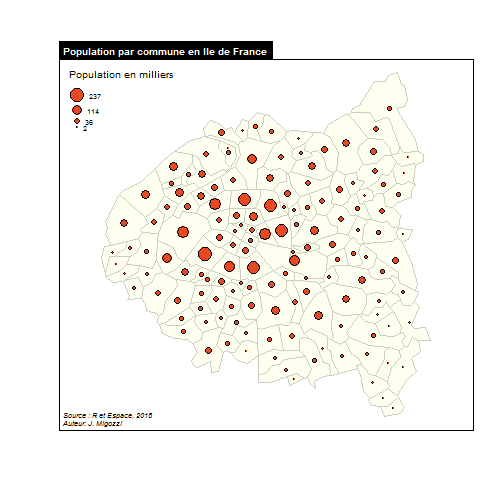 Population par commune en Ile de France
Population en milliers
237
114
36
2
Source : R et Espace, 2016
Auteur: J. Migozzi